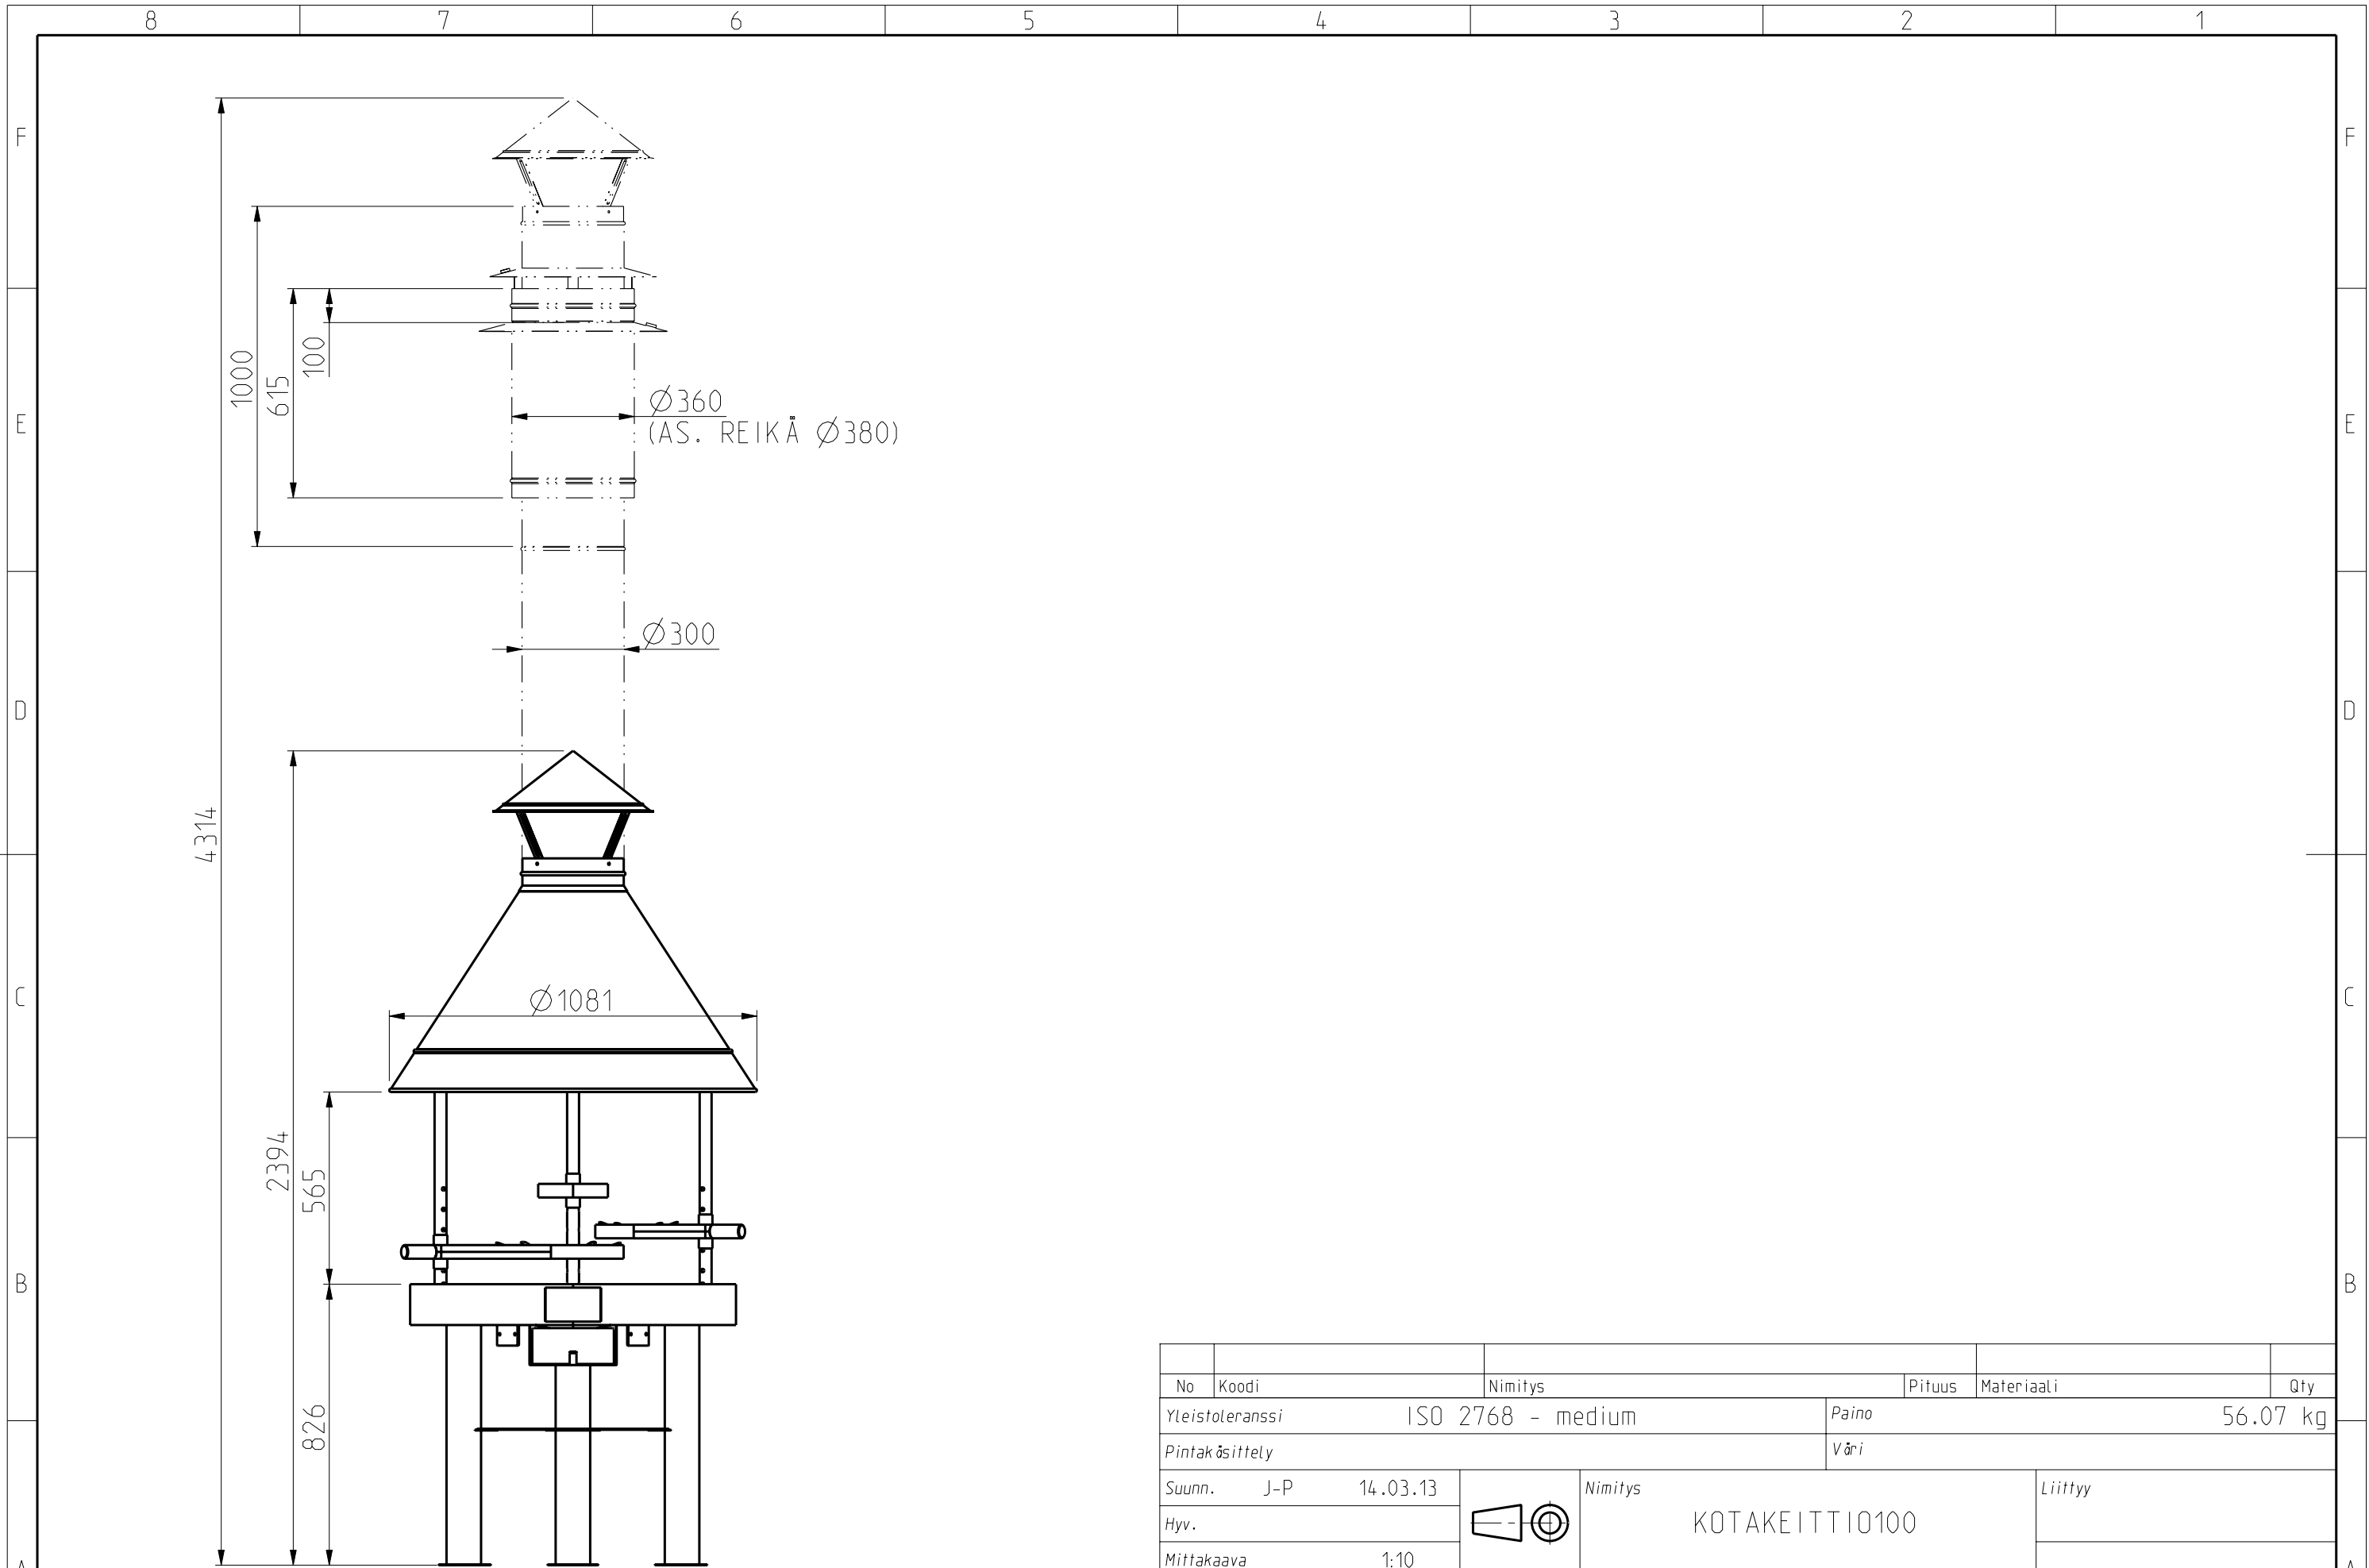 8 7 6 5 4 3 2 1
F F
1000
615
100
Ø360
(AS. REIKÄ Ø380)
E E
Ø300
D D
4314
2394
Ø1081
C C
565
B B
826
No Koodi Nimitys Pituus Materiaali Qty
Yleistoleranssi ISO 2768 - medium Paino 56.07 kg
Pintakäsittely Väri
Suunn. J-P 14.03.13 Nimitys Liittyy
Hyv. KOTAKEITTIO100
Mittakaava 1:10